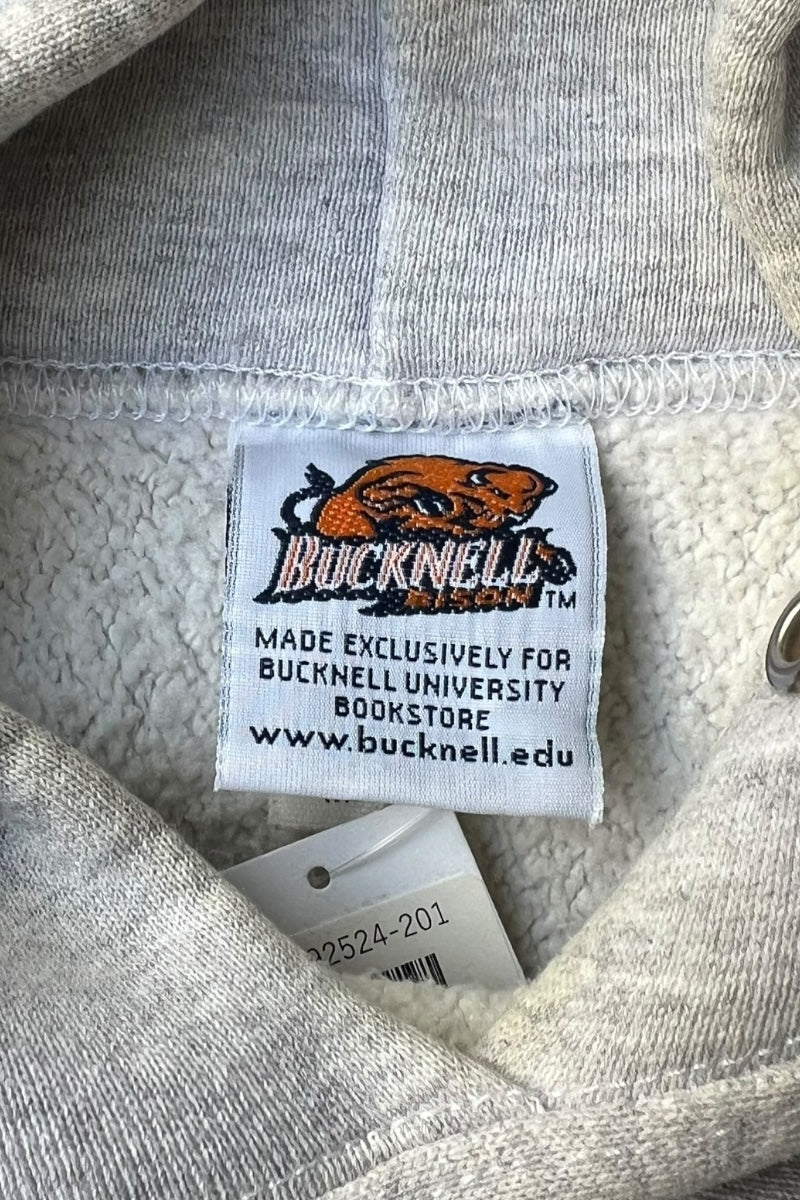 BUCKNELL
BISON TM
MADE EXCLUSIVELY FOR
BUCKNELL UNIVERSITY
BOOKSTORE
www.bucknell.edu
2524-201